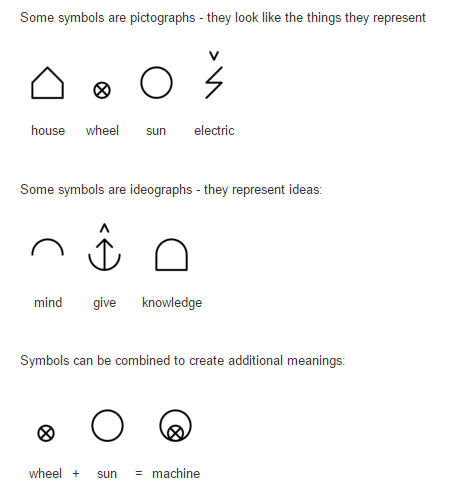 Some symbols are pictographs - they look like the things they represent
house wheel sun electric
Some symbols are ideographs - they represent ideas:
mind give knowledge
Symbols can be combined to create additional meanings:
wheel + sun = machine